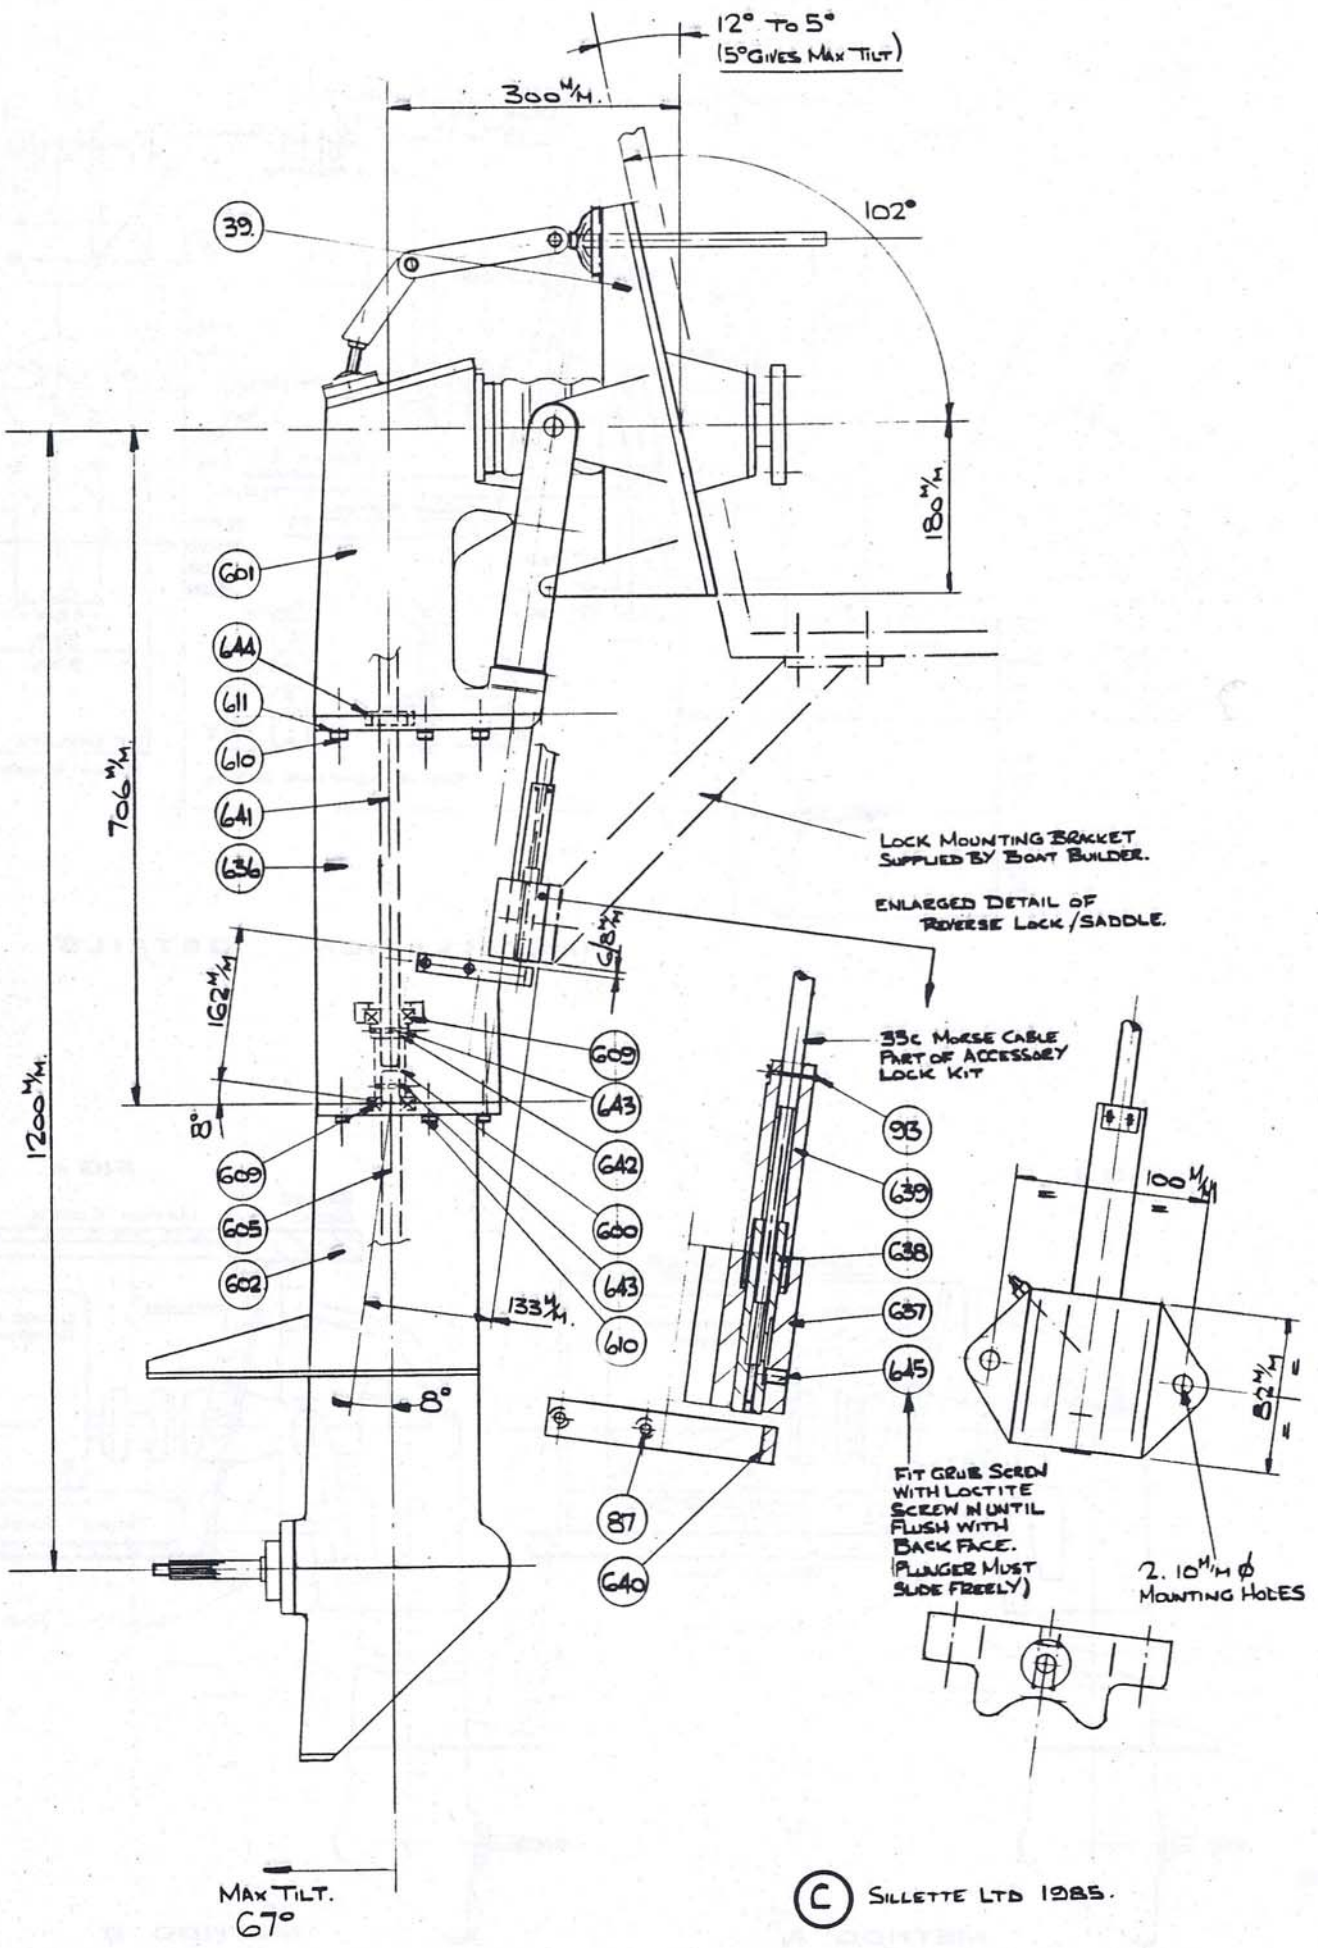 12° TO 5°
(5° GIVES MAX TILT)
300 M/M.
102°
39.
180 M/M
601
644
611
610
641
636
706 M/M.
LOCK MOUNTING BRACKET
SUPPLIED BY BOAT BUILDER.
ENLARGED DETAIL OF
REVERSE LOCK / SADDLE.
6/8 M/M
162 M/M
1200 M/M.
8°
33C MORSE CABLE
PART OF ACCESSORY
LOCK KIT
609
643
642
600
643
610
609
605
602
913
639
638
637
645
100 M/M
=
=
82 M/M
=
=
133 M/M.
8°
87
640
FIT GRUB SCREW
WITH LOCTITE
SCREW IN UNTIL
FLUSH WITH
BACK FACE.
(PLUNGER MUST
SLIDE FREELY)
2. 10 M/M Ø
MOUNTING HOLES
MAX TILT.
67°
C SILLETTE LTD 1985.